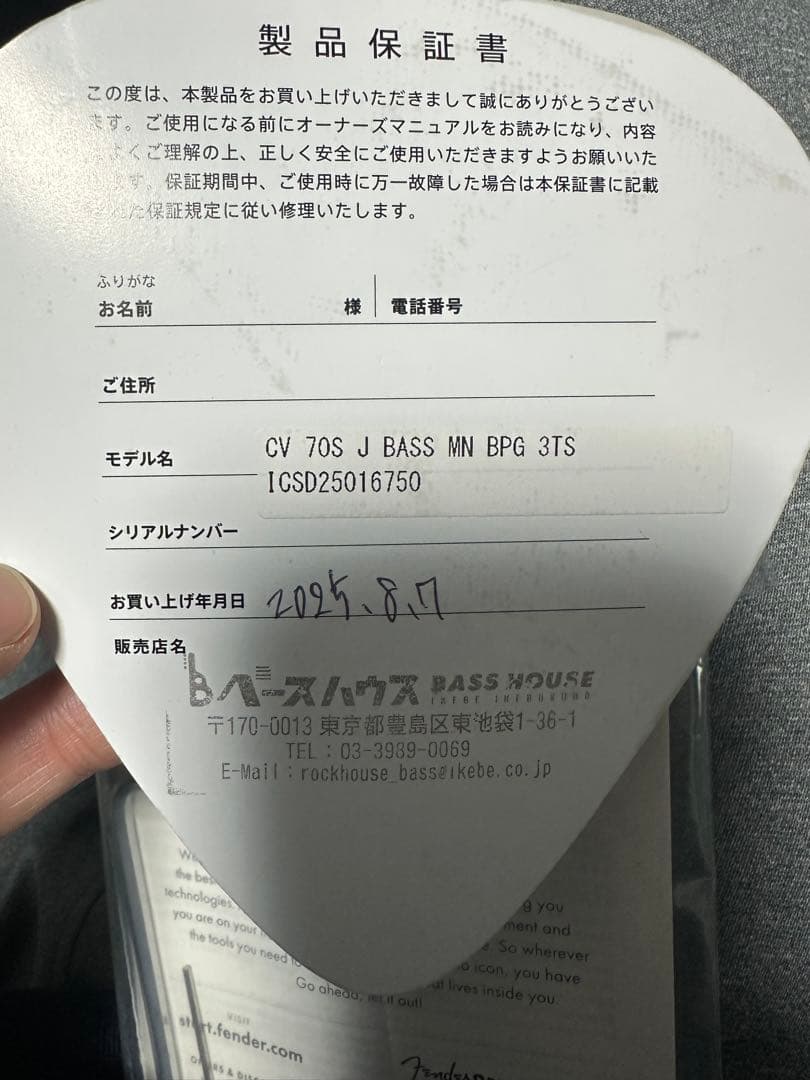 製品保証書
この度は、本製品をお買い上げいただきまして誠にありがとうござい
ます。ご使用になる前にオーナーズマニュアルをお読みになり、内容
よくご理解の上、正しく安全にご使用いただきますようお願いいた
ます。保証期間中、ご使用時に万一故障した場合は本保証書に記載
された保証規定に従い修理いたします。
ふりがな
お名前 様 電話番号
ご住所
モデル名 CV 70S J BASS MN BPG 3TS
ICSD25016750
シリアルナンバー
お買い上げ年月日 2025.8.7
販売店名
ベースハウス BASS HOUSE
IKEBE IKEBUKURO
〒170-0013 東京都豊島区東池袋1-36-1
TEL : 03-3989-0069
E-Mail : rockhouse_bass@ikebe.co.jp
the
technologies. g you
you are on your ment and
the tools you need So wherever
icon, you have
lives inside you.
Go ahead, let it out!
VISIT
start.fender.com
& DISC
Fender